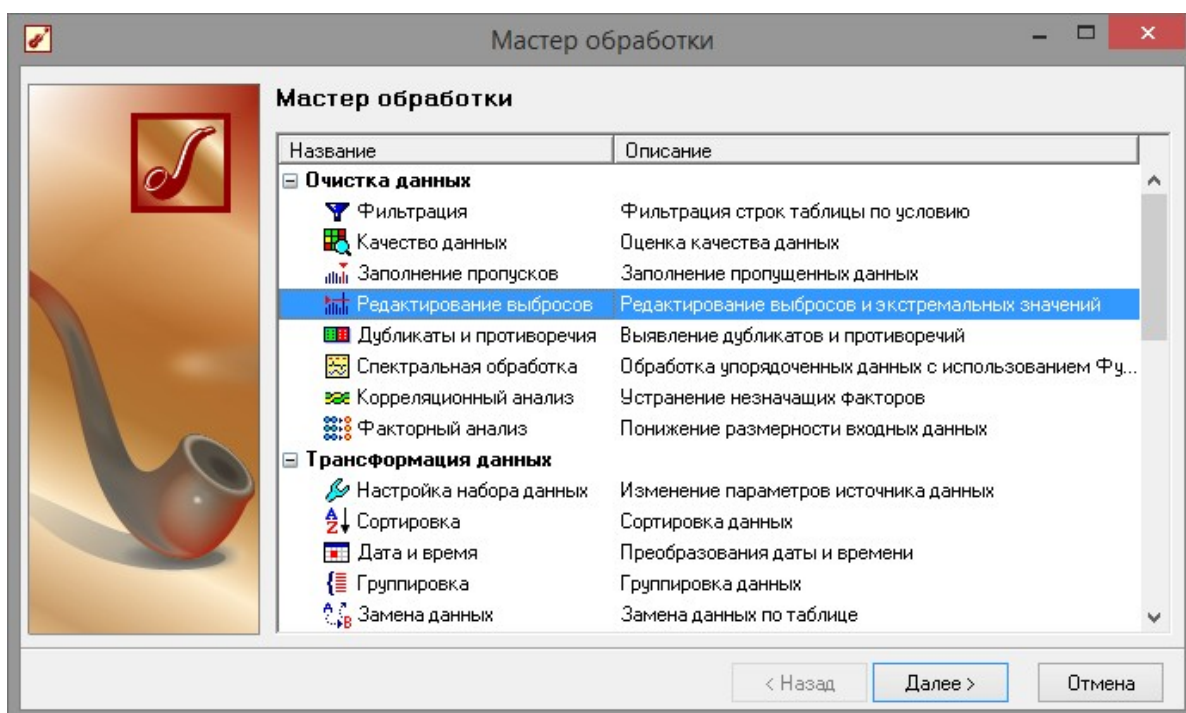 Мастер обработки
Мастер обработки
Название Описание
Очистка данных
Фильтрация Фильтрация строк таблицы по условию
Качество данных Оценка качества данных
Заполнение пропусков Заполнение пропущенных данных
Редактирование выбросов Редактирование выбросов и экстремальных значений
Дубликаты и противоречия Выявление дубликатов и противоречий
Спектральная обработка Обработка упорядоченных данных с использованием Фу...
Корреляционный анализ Устранение незначащих факторов
Факторный анализ Понижение размерности входных данных
Трансформация данных
Настройка набора данных Изменение параметров источника данных
Сортировка Сортировка данных
Дата и время Преобразования даты и времени
Группировка Группировка данных
Замена данных Замена данных по таблице
< Назад Далее > Отмена